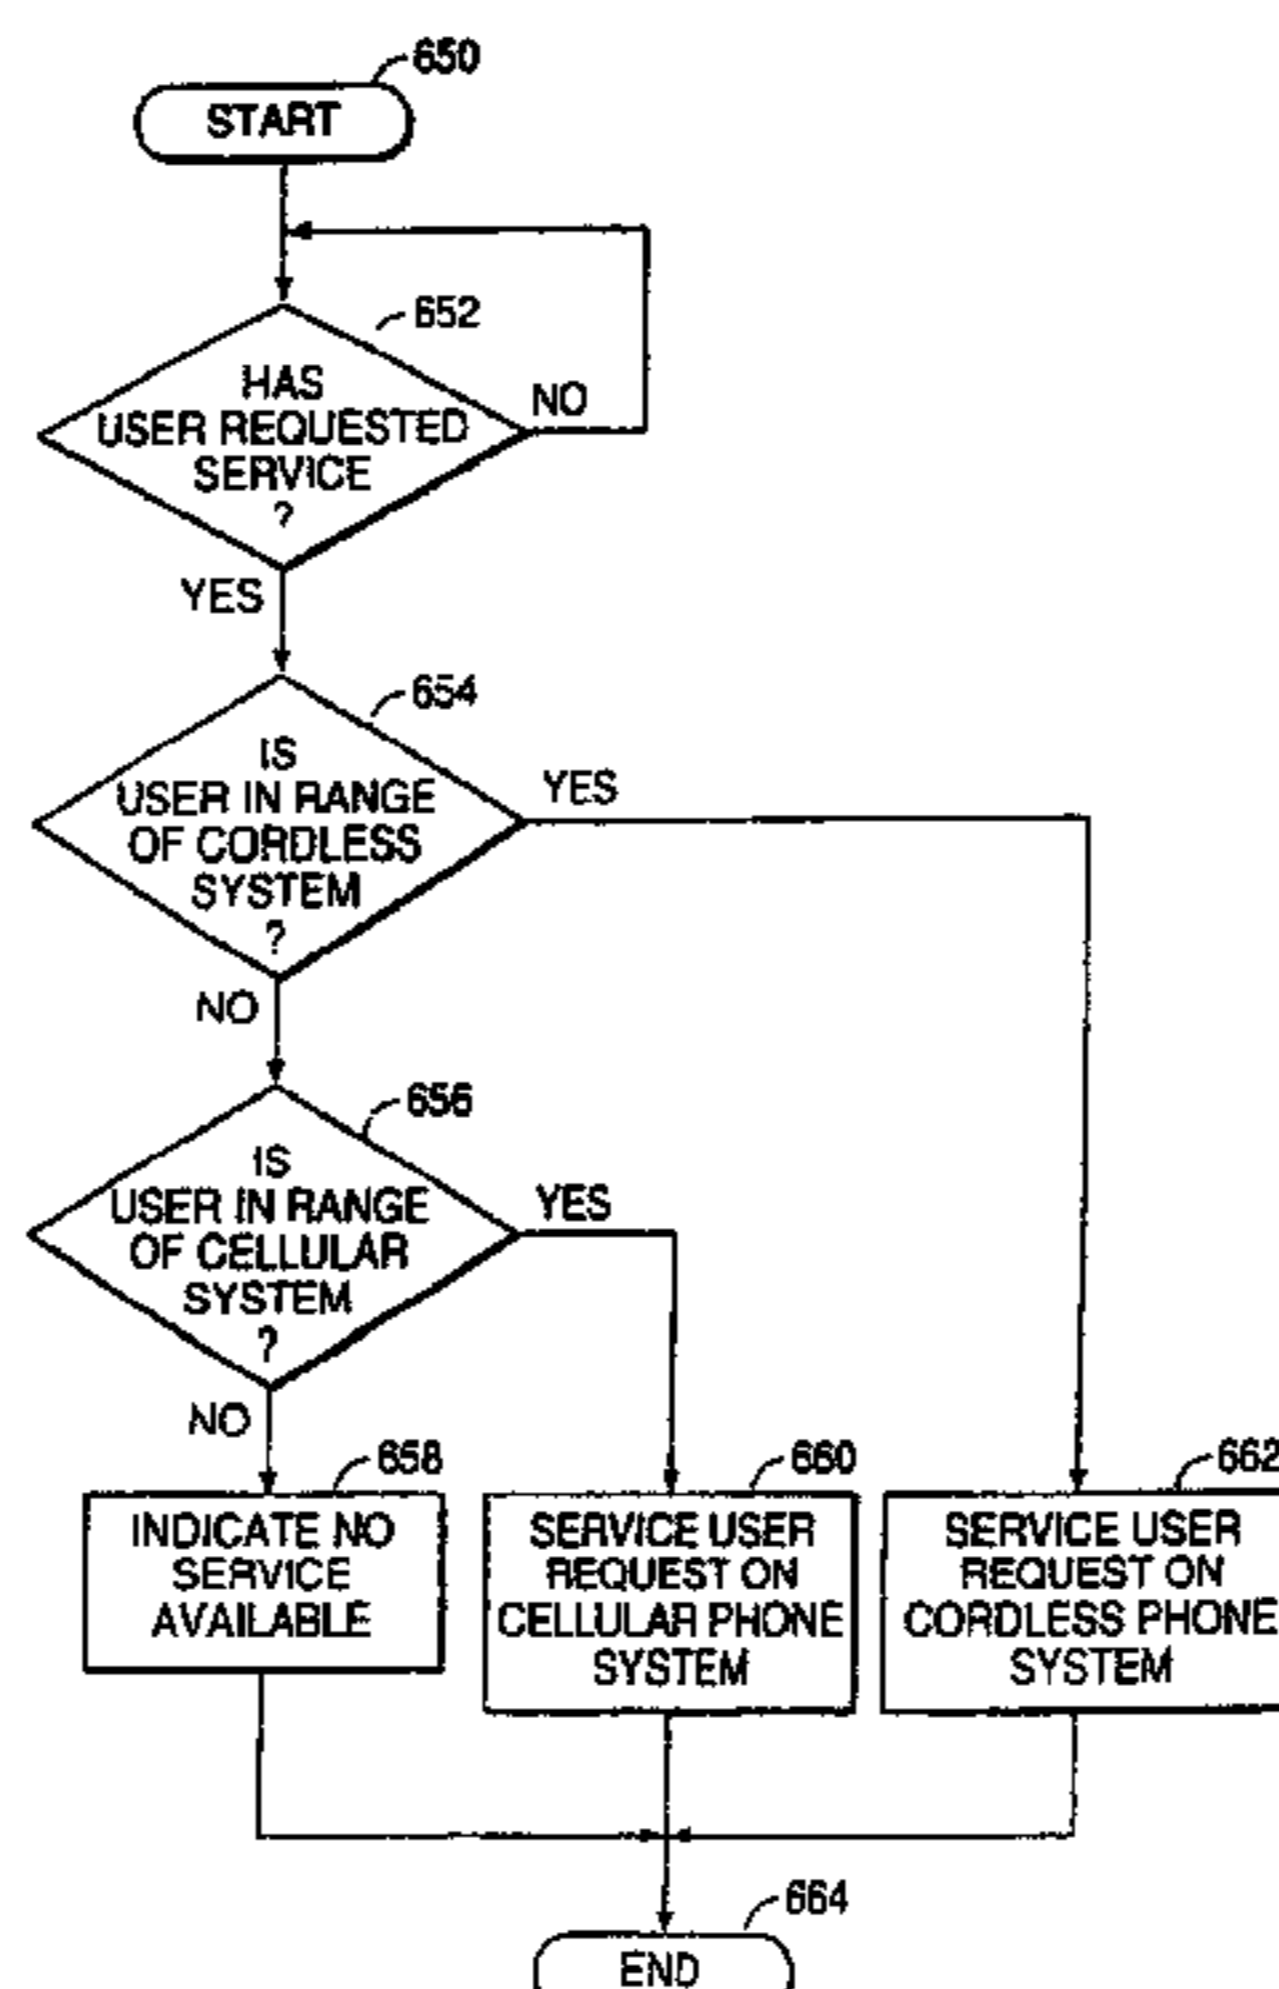 650
START
652
HAS
USER REQUESTED
SERVICE
?
NO
YES
654
IS
USER IN RANGE
OF CORDLESS
SYSTEM
?
YES
NO
656
IS
USER IN RANGE
OF CELLULAR
SYSTEM
?
YES
NO
658
INDICATE NO
SERVICE
AVAILABLE
660
SERVICE USER
REQUEST ON
CELLULAR PHONE
SYSTEM
662
SERVICE USER
REQUEST ON
CORDLESS PHONE
SYSTEM
664
END